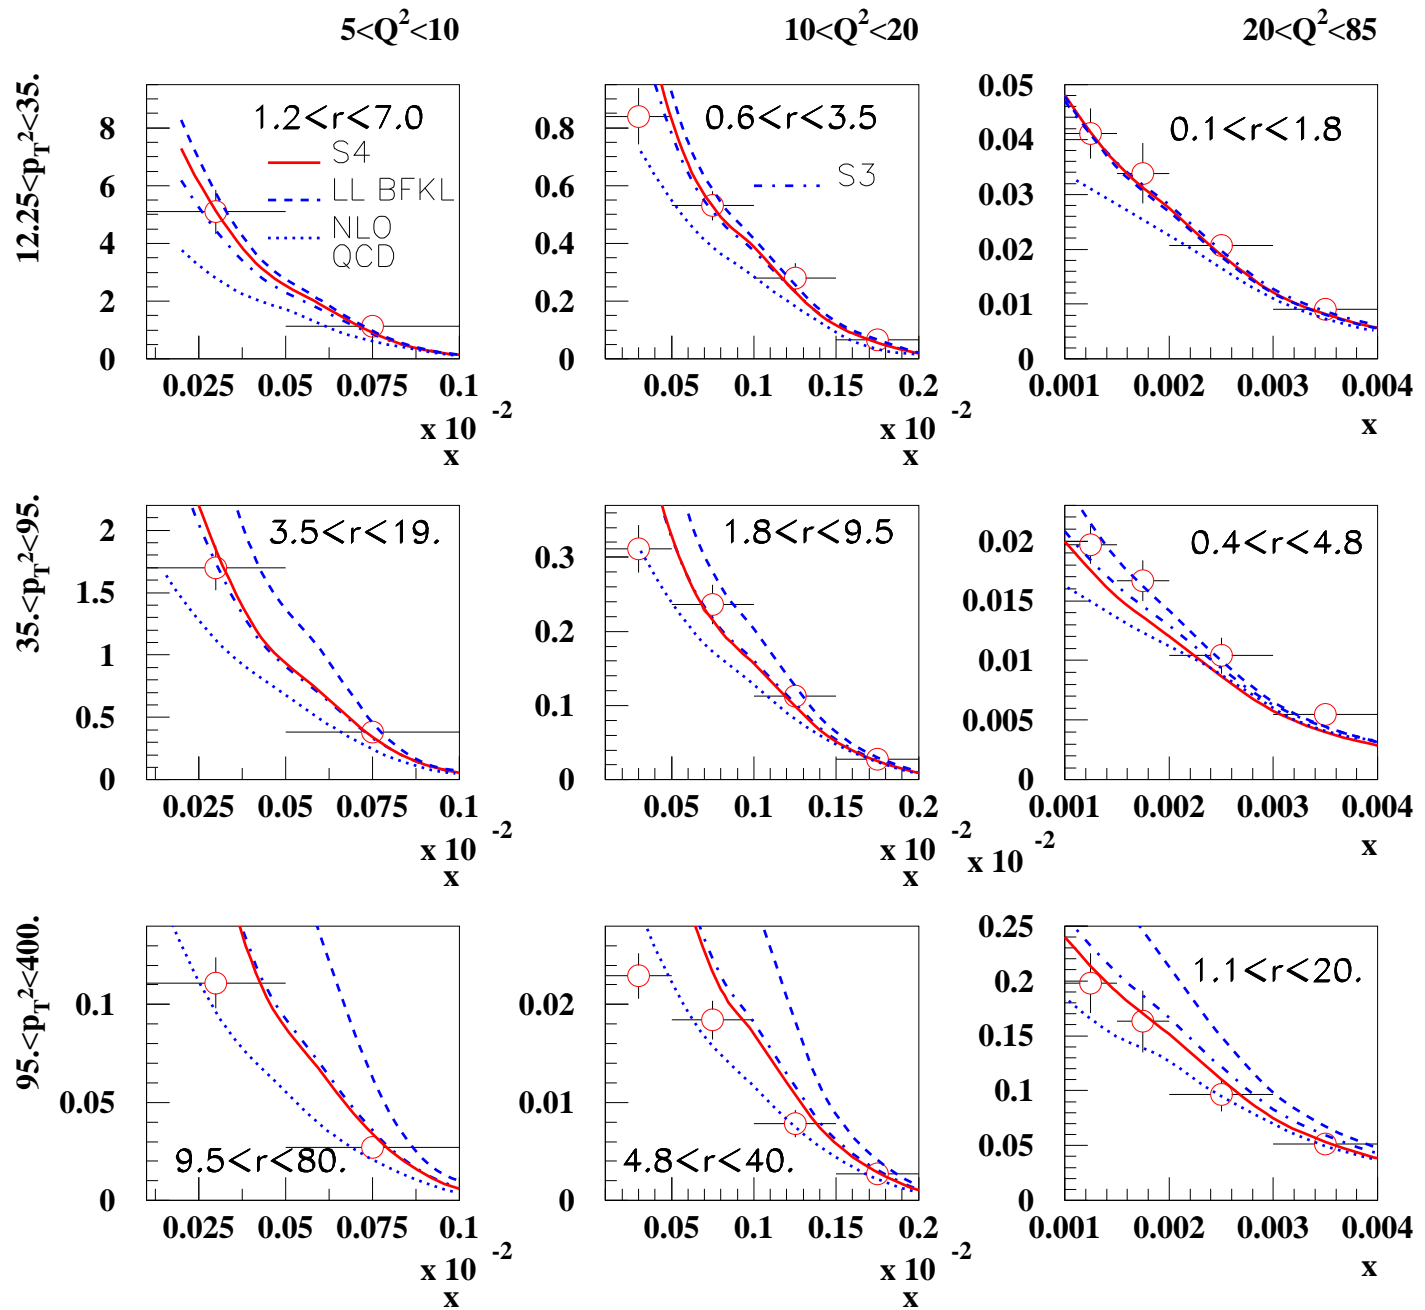 5<Q^2<10
10<Q^2<20
20<Q^2<85
12.25<p_T^2<35.
1.2<r<7.0
S4
LL BFKL
NLO
QCD
8
6
4
2
0
0.025 0.05 0.075 0.1
x 10^-2
x
0.6<r<3.5
S3
0.8
0.6
0.4
0.2
0
0.05 0.1 0.15 0.2
x 10^-2
x
0.1<r<1.8
0.05
0.04
0.03
0.02
0.01
0
0.001 0.002 0.003 0.004
x
35.<p_T^2<95.
3.5<r<19.
2
1.5
1
0.5
0
0.025 0.05 0.075 0.1
x 10^-2
x
1.8<r<9.5
0.3
0.2
0.1
0
0.05 0.1 0.15 0.2
x 10^-2
x
0.4<r<4.8
0.02
0.015
0.01
0.005
0
0.001 0.002 0.003 0.004
x
95.<p_T^2<400.
9.5<r<80.
0.1
0.05
0
0.025 0.05 0.075 0.1
x 10^-2
x
4.8<r<40.
0.02
0.01
0
0.05 0.1 0.15 0.2
x 10^-2
x
x 10^-2
1.1<r<20.
0.25
0.2
0.15
0.1
0.05
0
0.001 0.002 0.003 0.004
x